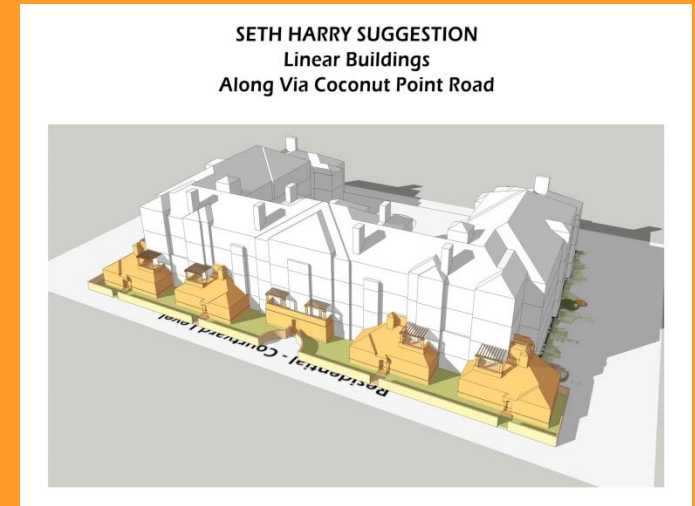 SETH HARRY SUGGESTION
Linear Buildings
Along Via Coconut Point Road
Residential - Courtyard Level